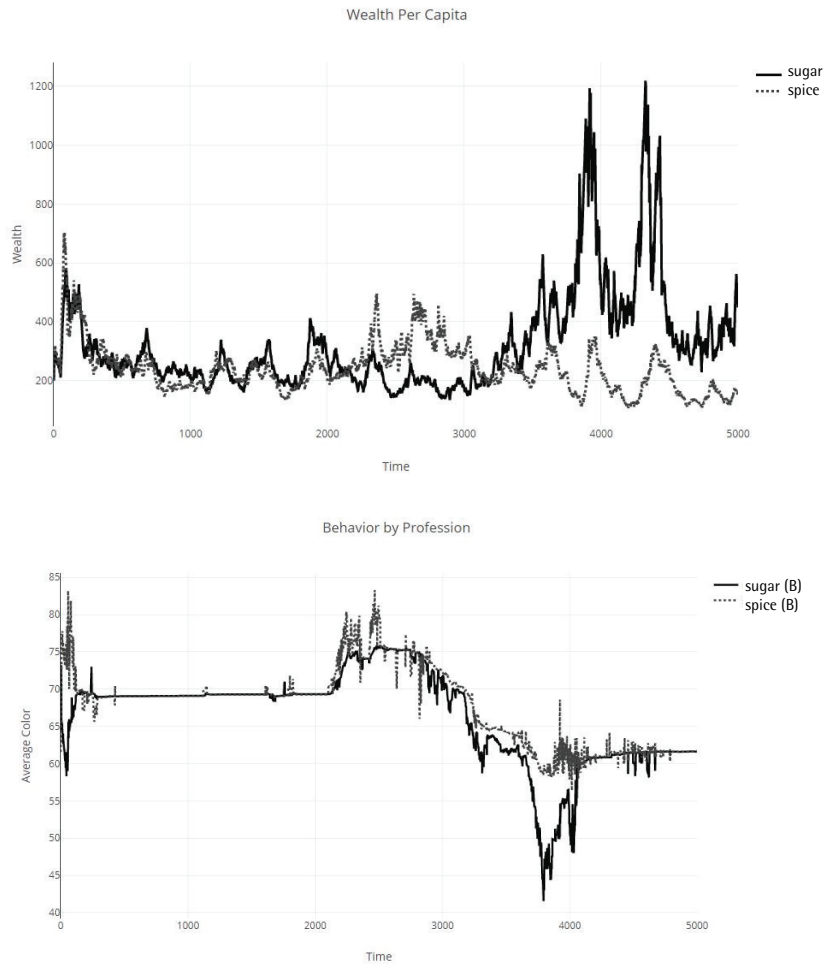 Wealth Per Capita
sugar
spice
1200
1000
800
600
400
200
Wealth
0 1000 2000 3000 4000 5000
Time
Behavior by Profession
sugar (B)
spice (B)
85
80
75
70
65
60
55
50
45
40
Average Color
0 1000 2000 3000 4000 5000
Time